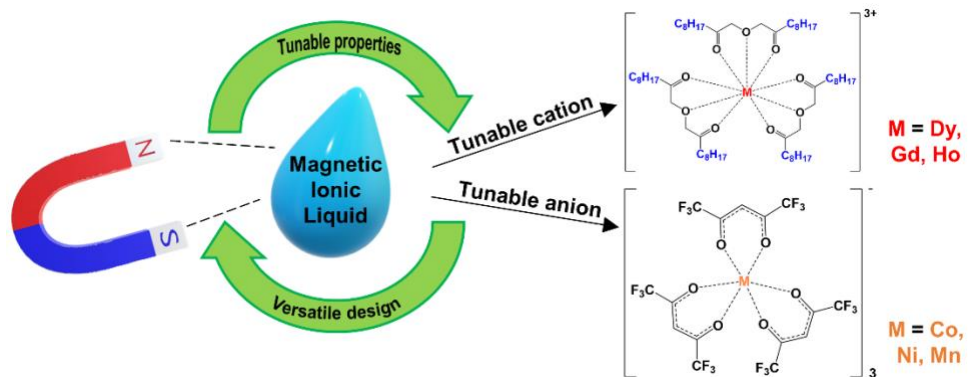 Tunable properties
N
S
Magnetic
Ionic
Liquid
Versatile design
Tunable cation
Tunable anion
3+
C₈H₁₇ O C₈H₁₇
O O
C₈H₁₇ O O C₈H₁₇
M
O O
O O
C₈H₁₇ C₈H₁₇
M = Dy,
Gd, Ho
-
F₃C CF₃
O O
M
F₃C O O CF₃
O O
CF₃ F₃C
3
M = Co,
Ni, Mn